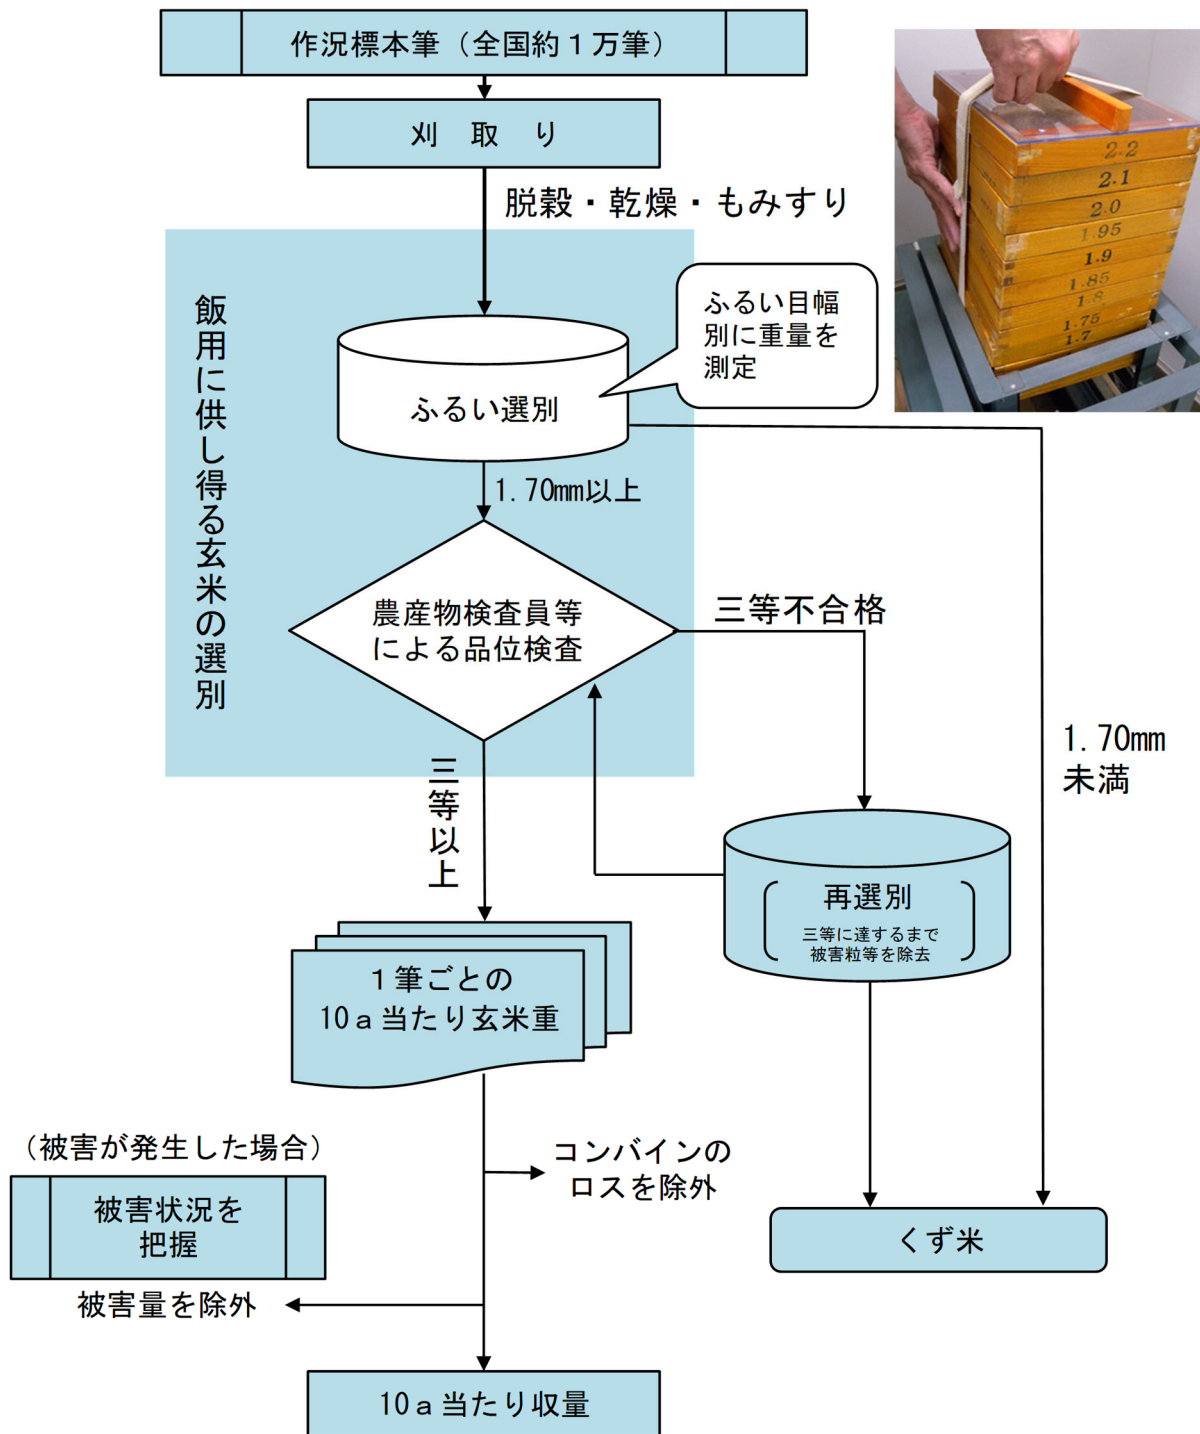 作況標本筆（全国約１万筆）
刈　取　り
脱穀・乾燥・もみすり
飯用に供し得る玄米の選別
ふるい目幅
別に重量を
測定
ふるい選別
1.70mm以上
農産物検査員等
による品位検査
三等不合格
三等以上
1.70mm
未満
再選別
三等に達するまで
被害粒等を除去
１筆ごとの
10ａ当たり玄米重
（被害が発生した場合）
被害状況を
把握
コンバインの
ロスを除外
被害量を除外
くず米
10ａ当たり収量
2.2
2.1
2.0
1.95
1.9
1.85
1.8
1.75
1.7